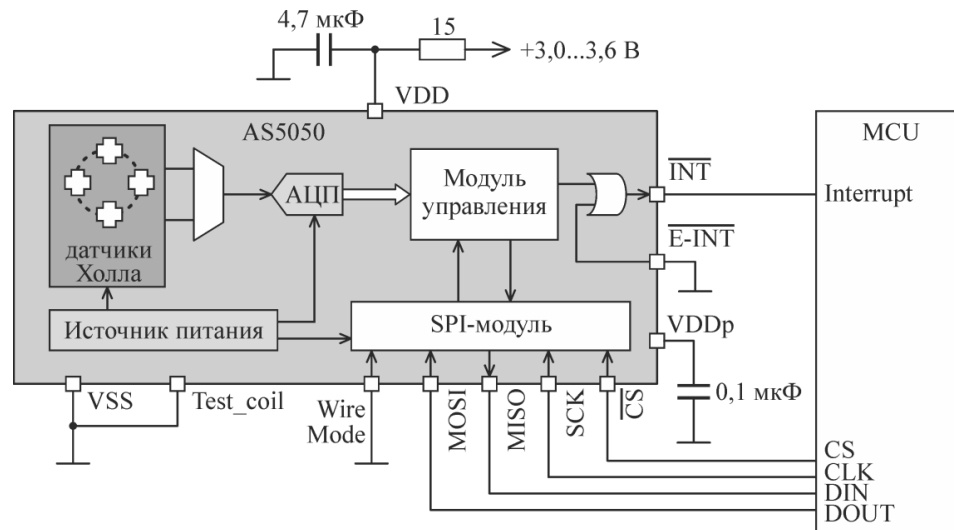 4,7 мкФ
15
+3,0...3,6 В
VDD
AS5050
MCU
АЦП
Модуль
управления
INT
Interrupt
E-INT
датчики
Холла
Источник питания
SPI-модуль
VDDp
0,1 мкФ
VSS
Test_coil
Wire
Mode
MOSI
MISO
SCK
CS
CS
CLK
DIN
DOUT